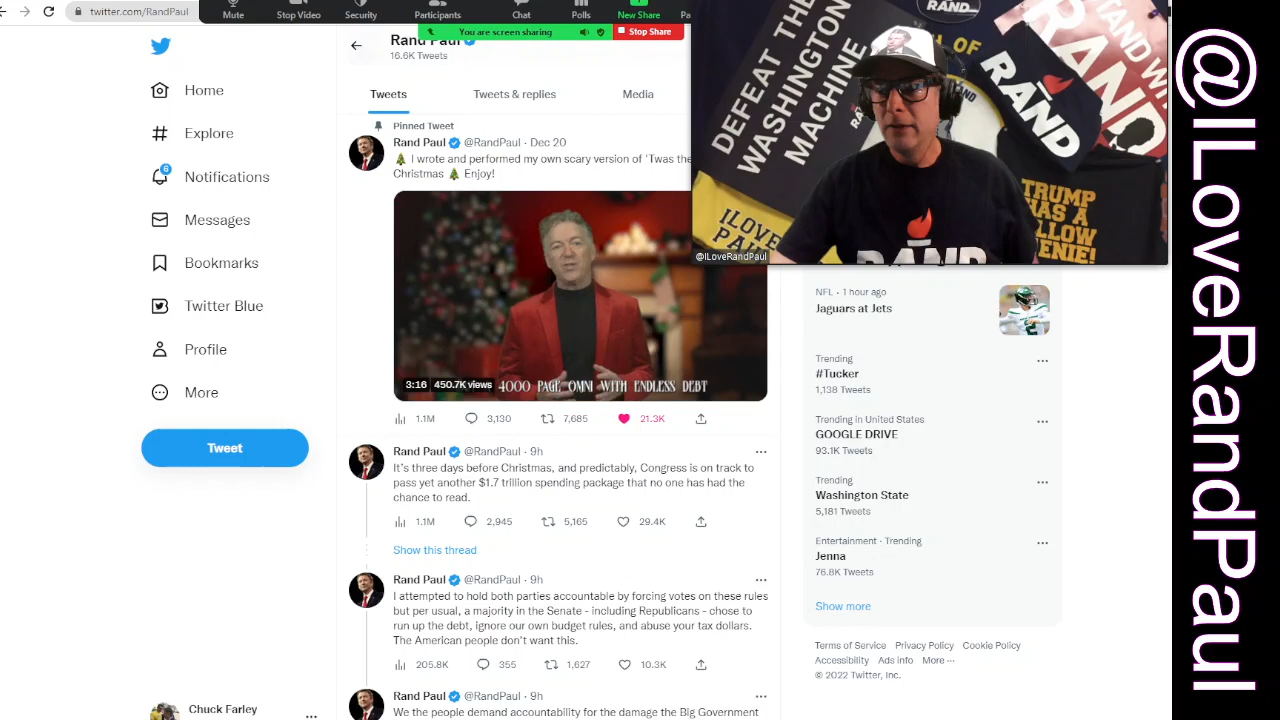 twitter.com/RandPaul
Mute
Stop Video
Security
Participants
Chat
Polls
New Share
Pa
You are screen sharing
Stop Share
Rand Paul
16.6K Tweets
Tweets
Tweets & replies
Media
Home
Explore
6
Notifications
Messages
Bookmarks
Twitter Blue
Profile
More
Tweet
Chuck Farley
Pinned Tweet
Rand Paul @RandPaul · Dec 20
🎄 I wrote and performed my own scary version of 'Twas the
Christmas 🎄 Enjoy!
3:16 450.7K views
4000 PAGE OMNI WITH ENDLESS DEBT
1.1M 3,130 7,685 21.3K
Rand Paul @RandPaul · 9h
It's three days before Christmas, and predictably, Congress is on track to
pass yet another $1.7 trillion spending package that no one has had the
chance to read.
1.1M 2,945 5,165 29.4K
Show this thread
Rand Paul @RandPaul · 9h
I attempted to hold both parties accountable by forcing votes on these rules
but per usual, a majority in the Senate - including Republicans - chose to
run up the debt, ignore our own budget rules, and abuse your tax dollars.
The American people don't want this.
205.8K 355 1,627 10.3K
Rand Paul @RandPaul · 9h
We the people demand accountability for the damage the Big Government
DEFEAT THE
WASHINGTON
MACHINE
RAND
OF
RAND
RAND
I LOVE
RAND
TRUMP
HAS A
@ILoveRandPaul
NFL · 1 hour ago
Jaguars at Jets
Trending
#Tucker
1,138 Tweets
Trending in United States
GOOGLE DRIVE
93.1K Tweets
Trending
Washington State
5,181 Tweets
Entertainment · Trending
Jenna
76.8K Tweets
Show more
Terms of Service Privacy Policy Cookie Policy
Accessibility Ads info More ···
© 2022 Twitter, Inc.
@ILoveRandPaul